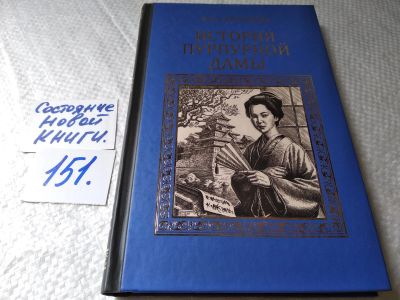 ИСТОРИЯ
ПУРПУРНОЙ
ДАМЫ
Состояние
новой
КНИГИ.
151.